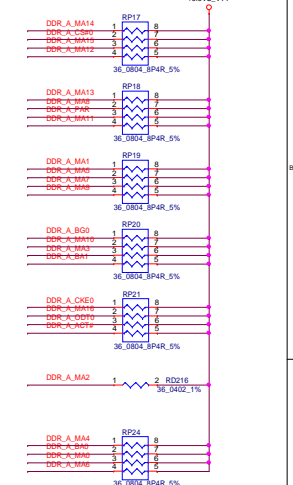 RP17
DDR_A_MA14 1 8
DDR_A_CS#0 2 7
DDR_A_MA15 3 6
DDR_A_MA12 4 5
36_0804_8P4R_5%
RP18
DDR_A_MA13 1 8
DDR_A_MA8 2 7
DDR_A_PAR 3 6
DDR_A_MA11 4 5
36_0804_8P4R_5%
RP19
DDR_A_MA1 1 8
DDR_A_MA5 2 7
DDR_A_MA7 3 6
DDR_A_MA9 4 5
36_0804_8P4R_5%
RP20
DDR_A_BG0 1 8
DDR_A_MA10 2 7
DDR_A_MA3 3 6
DDR_A_BA1 4 5
36_0804_8P4R_5%
RP21
DDR_A_CKE0 1 8
DDR_A_MA16 2 7
DDR_A_ODT0 3 6
DDR_A_ACT# 4 5
36_0804_8P4R_5%
DDR_A_MA2 1 2 RD216
36_0402_1%
RP24
DDR_A_MA4 1 8
DDR_A_BA0 2 7
DDR_A_MA0 3 6
DDR_A_MA6 4 5
36_0804_8P4R_5%
B